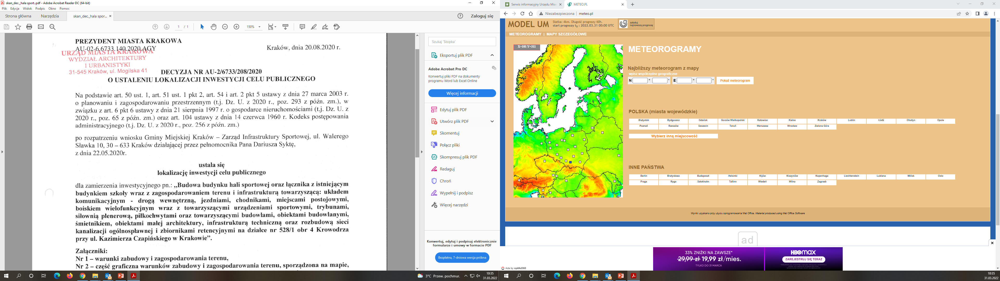 skan_dec._hala sport..pdf - Adobe Acrobat Reader DC (64-bit)
Plik Edycja Widok Podpis Okno Pomoc
Strona główna Narzędzia skan_dec._hala spor... ×
Zaloguj się
1 / 1 150%
PREZYDENT MIASTA KRAKOWA
AU-02-6.6733.140.2020.AGY
Kraków, dnia 20.08.2020 r.
URZĄD MIASTA KRAKOWA
WYDZIAŁ ARCHITEKTURY
I URBANISTYKI
31-545 Kraków, ul. Mogilska 41
DECYZJA NR AU-2/6733/208/2020
O USTALENIU LOKALIZACJI INWESTYCJI CELU PUBLICZNEGO
Na podstawie art. 50 ust. 1, art. 51 ust. 1 pkt 2, art. 54 i art. 2 pkt 5 ustawy z dnia 27 marca 2003 r.
o planowaniu i zagospodarowaniu przestrzennym (t.j. Dz. U. z 2020 r., poz. 293 z późn. zm.), w
związku z art. 6 pkt 6 ustawy z dnia 21 sierpnia 1997 r. o gospodarce nieruchomościami (t.j. Dz. U. z
2020 r., poz. 65 z późn. zm.) oraz art. 104 ustawy z dnia 14 czerwca 1960 r. Kodeks postępowania
administracyjnego (t.j. Dz. U. z 2020 r., poz. 256 z późn. zm.)
po rozpatrzeniu wniosku Gminy Miejskiej Kraków – Zarząd Infrastruktury Sportowej, ul. Walerego
Sławka 10, 30 – 633 Kraków działającej przez pełnomocnika Pana Dariusza Syktę,
z dnia 22.05.2020r.
ustala się
lokalizację inwestycji celu publicznego
dla zamierzenia inwestycyjnego pn.: „Budowa budynku hali sportowej oraz łącznika z istniejącym
budynkiem szkoły wraz z zagospodarowaniem terenu i infrastrukturą towarzyszącą: układem
komunikacyjnym - drogą wewnętrzną, jezdniami, chodnikami, miejscami postojowymi,
boiskiem wielofunkcyjnym wraz z towarzyszącymi urządzeniami sportowymi, trybunami,
siłownią plenerową, piłkochwytami oraz towarzyszącymi budowlami, obiektami budowlanymi,
śmietnikiem, obiektami małej architektury, infrastrukturą techniczną oraz rozbudową sieci
kanalizacji ogólnospławnej i zbiornikami retencyjnymi na działce nr 528/1 obr 4 Krowodrza
przy ul. Kazimierza Czapińskiego w Krakowie”.
Załączniki:
Nr 1 – warunki zabudowy i zagospodarowania terenu,
Nr 2 – część graficzna warunków zabudowy i zagospodarowania terenu, sporządzona na mapie,
Szukaj 'Stopka'
Eksportuj plik PDF
Adobe Acrobat Pro DC
Konwertuj pliki PDF na dokumenty
programu Word lub Excel Online
Więcej informacji
Edytuj plik PDF
Utwórz plik PDF
Skomentuj
Połącz pliki
Skompresuj plik PDF
Redaguj
Chroń
Wypełnij i podpisz
Więcej narzędzi
Konwertuj, edytuj i podpisuj elektronicznie
formularze i umowy w formacie PDF
Bezpłatna, 7-dniowa wersja próbna
3°C Przew. pochmur.
10:35
31.03.2022
Serwis informacyjny Urzędu Mias × METEO.PL × +
Niezabezpieczona | meteo.pl
MODEL UM
Siatka: 4km. Długość prognozy 60h.
start prognozy t0 : 2022.03.31 00:00 UTC
załaduj
najnowszą prognozę
METEOROGRAMY | MAPY SZCZEGÓŁOWE
X=101 Y=311
METEOROGRAMY
Najbliższy meteorogram z mapy
wpisz współrzędne geograficzne
N ° ' E ° ' Pokaż meteorogram
POLSKA (miasta wojewódzkie)
Białystok Bydgoszcz Gdańsk Gorzów Wielkopolski Katowice Kielce Kraków Lublin Łódź Olsztyn Opole
Poznań Rzeszów Szczecin Toruń Warszawa Wrocław Zielona Góra
Wybierz inną miejscowość
INNE PAŃSTWA
Berlin Bratysława Budapeszt Helsinki Kijów Kiszyniów Kopenhaga Liechtenstein Lublana Mińsk Oslo
Praga Ryga Sztokholm Tallinn Wiedeń Wilno Zagrzeb
Wyniki uzyskano przy użyciu oprogramowania Met Office. Material produced using Met Office Software
ad
33% ZNIŻKI NA ZAWSZE*
29,99 zł 19,99 zł/mies.
TYLKO DO 31 MARCA
HBOMAX
ZAREJESTRUJ SIĘ TERAZ
Ads by optAd360
10:35
31.03.2022